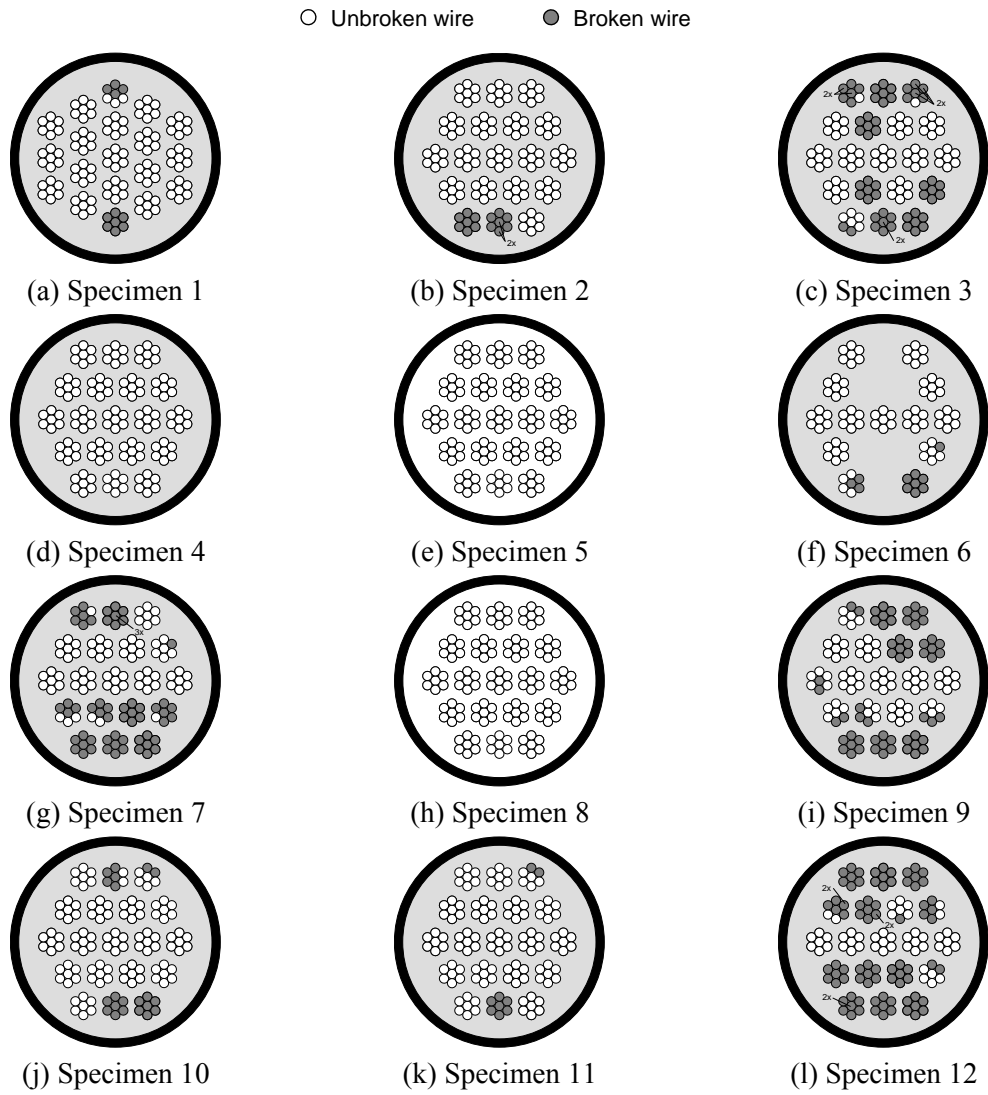 Unbroken wire Broken wire
2x
2x 2x
2x
(a) Specimen 1 (b) Specimen 2 (c) Specimen 3
(d) Specimen 4 (e) Specimen 5 (f) Specimen 6
3x
(g) Specimen 7 (h) Specimen 8 (i) Specimen 9
2x
2x
2x
(j) Specimen 10 (k) Specimen 11 (l) Specimen 12